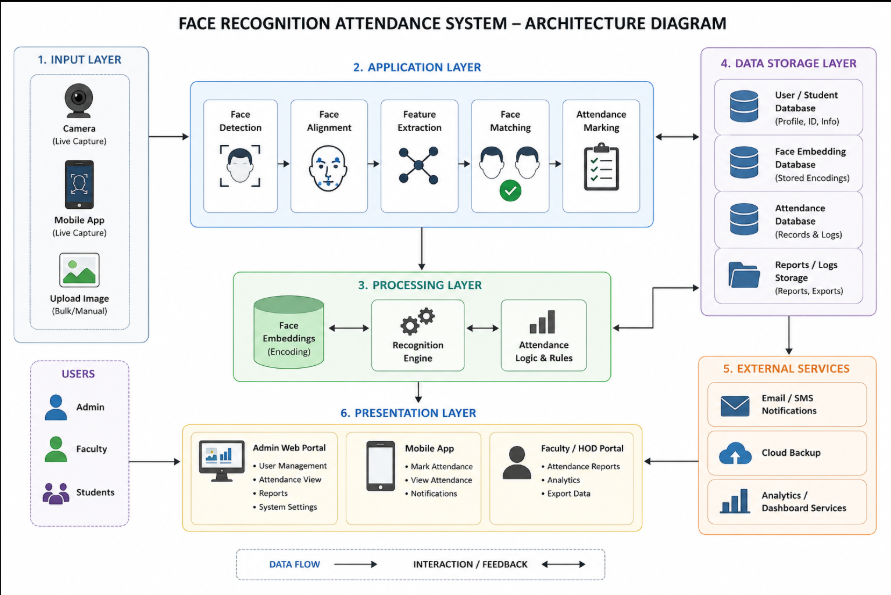 FACE RECOGNITION ATTENDANCE SYSTEM – ARCHITECTURE DIAGRAM
1. INPUT LAYER
Camera
(Live Capture)
Mobile App
(Live Capture)
Upload Image
(Bulk/Manual)
2. APPLICATION LAYER
Face
Detection
Face
Alignment
Feature
Extraction
Face
Matching
Attendance
Marking
4. DATA STORAGE LAYER
User / Student
Database
(Profile, ID, Info)
Face Embedding
Database
(Stored Encodings)
Attendance
Database
(Records & Logs)
Reports / Logs
Storage
(Reports, Exports)
3. PROCESSING LAYER
Face
Embeddings
(Encoding)
Recognition
Engine
Attendance
Logic & Rules
USERS
Admin
Faculty
Students
6. PRESENTATION LAYER
Admin Web Portal
• User Management
• Attendance View
• Reports
• System Settings
Mobile App
• Mark Attendance
• View Attendance
• Notifications
Faculty / HOD Portal
• Attendance Reports
• Analytics
• Export Data
5. EXTERNAL SERVICES
Email / SMS
Notifications
Cloud Backup
Analytics /
Dashboard Services
DATA FLOW
INTERACTION / FEEDBACK